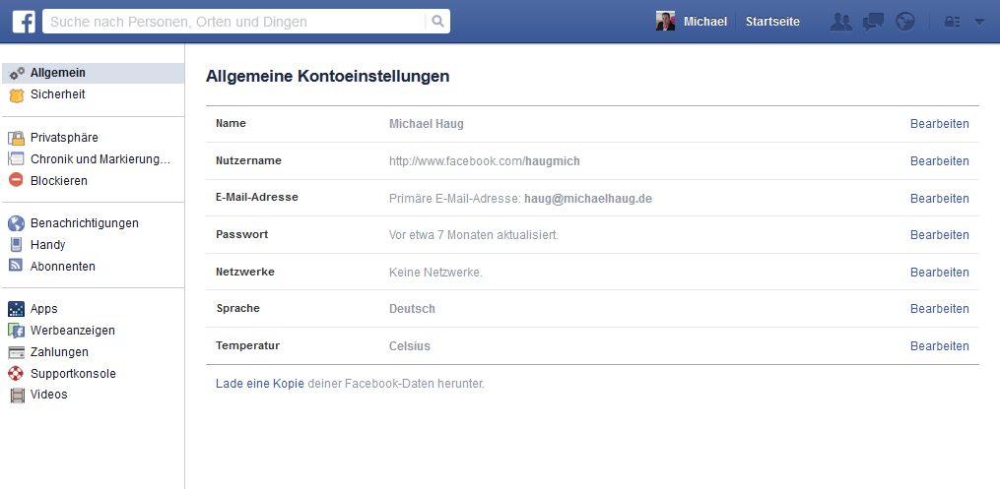 f
Suche nach Personen, Orten und Dingen
Michael
Startseite
Allgemein
Sicherheit
Privatsphäre
Chronik und Markierung...
Blockieren
Benachrichtigungen
Handy
Abonnenten
Apps
Werbeanzeigen
Zahlungen
Supportkonsole
Videos
Allgemeine Kontoeinstellungen
Name Michael Haug Bearbeiten
Nutzername http://www.facebook.com/haugmich Bearbeiten
E-Mail-Adresse Primäre E-Mail-Adresse: haug@michaelhaug.de Bearbeiten
Passwort Vor etwa 7 Monaten aktualisiert. Bearbeiten
Netzwerke Keine Netzwerke. Bearbeiten
Sprache Deutsch Bearbeiten
Temperatur Celsius Bearbeiten
Lade eine Kopie deiner Facebook-Daten herunter.